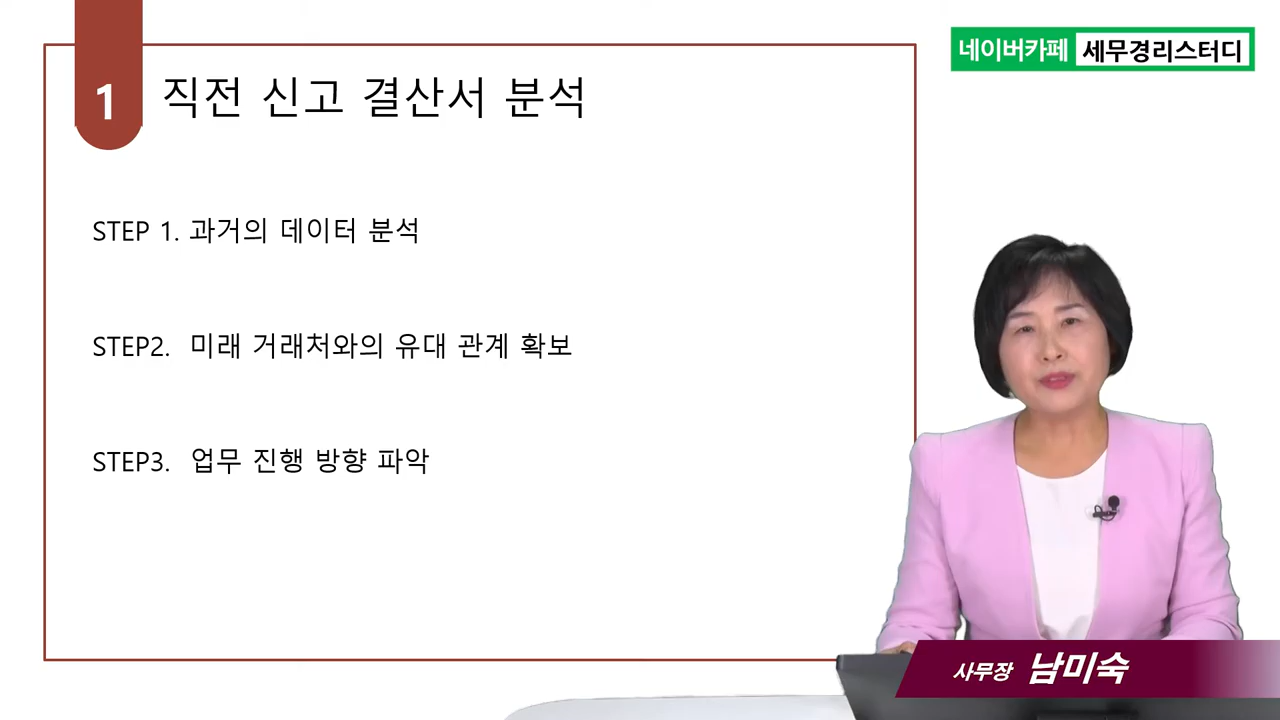 네이버카페 세무경리스터디
1 직전 신고 결산서 분석
STEP 1. 과거의 데이터 분석
STEP2. 미래 거래처와의 유대 관계 확보
STEP3. 업무 진행 방향 파악
사무장 남미숙